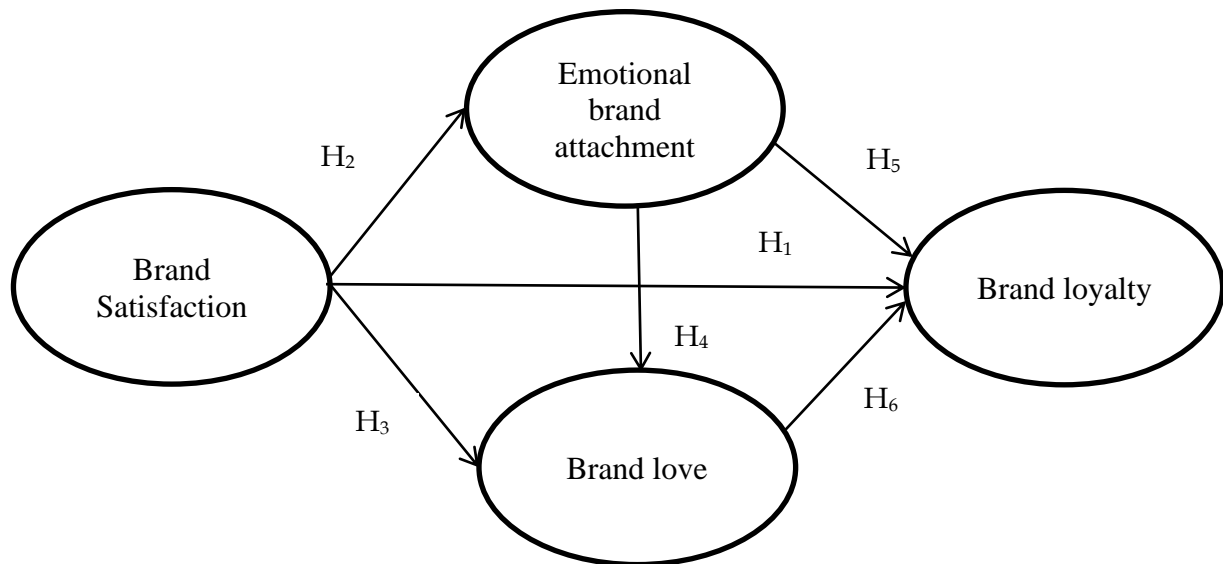 Emotional
brand
attachment
H₂
H₅
H₁
Brand
Satisfaction
Brand loyalty
H₄
H₃
H₆
Brand love